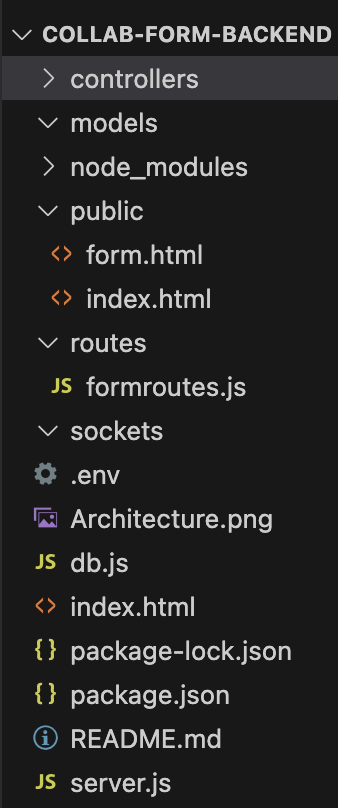 COLLAB-FORM-BACKEND
controllers
models
node_modules
public
<> form.html
<> index.html
routes
JS formroutes.js
sockets
.env
Architecture.png
JS db.js
<> index.html
{} package-lock.json
{} package.json
README.md
JS server.js